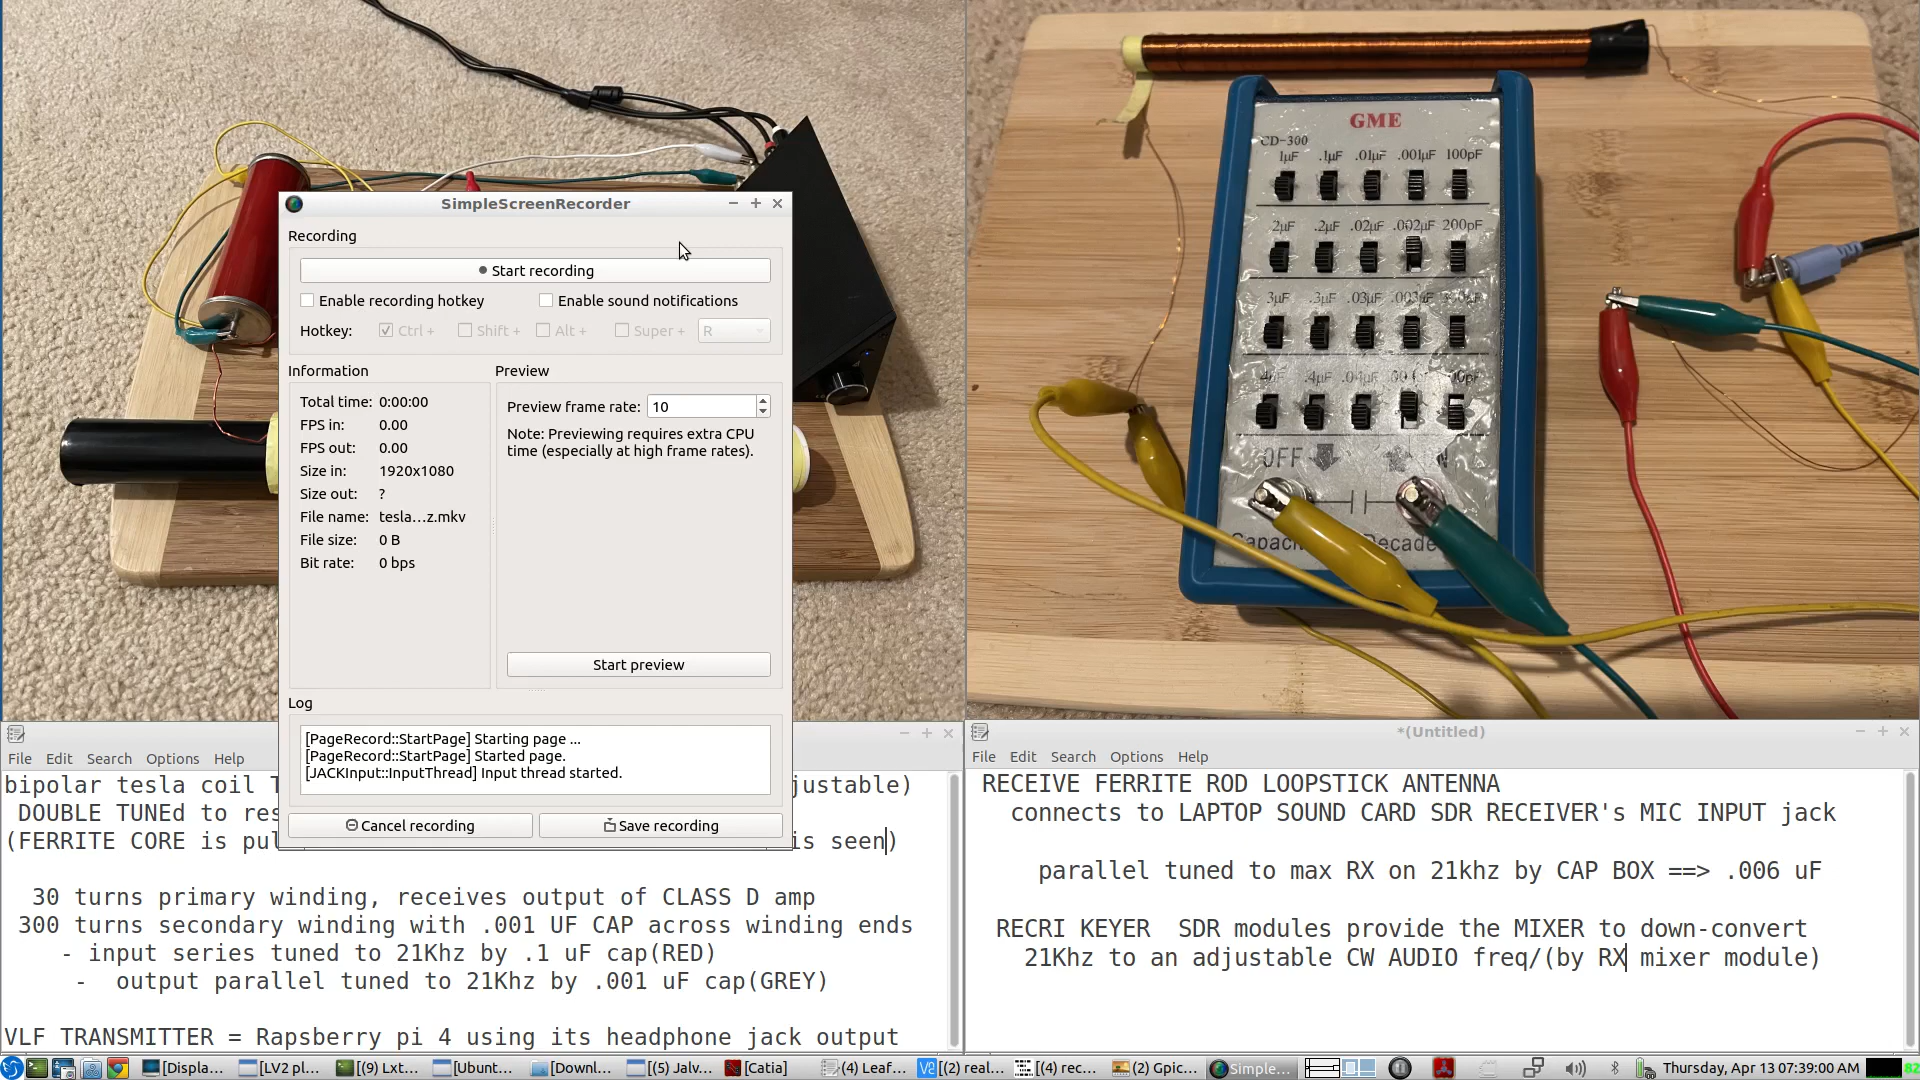 SimpleScreenRecorder
Recording
Start recording
Enable recording hotkey
Enable sound notifications
Hotkey:
Ctrl +
Shift +
Alt +
Super +
R
Information
Total time: 0:00:00
FPS in: 0.00
FPS out: 0.00
Size in: 1920x1080
Size out: ?
File name: tesla...z.mkv
File size: 0 B
Bit rate: 0 bps
Preview
Preview frame rate: 10
Note: Previewing requires extra CPU
time (especially at high frame rates).
Start preview
Log
[PageRecord::StartPage] Starting page ...
[PageRecord::StartPage] Started page.
[JACKInput::InputThread] Input thread started.
Cancel recording
Save recording
GME
CD-300
1µF .1µF .01µF .001µF 100pF
2µF .2µF .02µF .002µF 200pF
3µF .3µF .03µF .003µF
.4µF
OFF
Decade
File Edit Search Options Help
bipolar tesla coil
justable)
DOUBLE TUNEd to
(FERRITE CORE is
is seen)
30 turns primary winding, receives output of CLASS D amp
300 turns secondary winding with .001 UF CAP across winding ends
- input series tuned to 21Khz by .1 uF cap(RED)
- output parallel tuned to 21Khz by .001 uF cap(GREY)
VLF TRANSMITTER = Rapsberry pi 4 using its headphone jack output
*(Untitled)
File Edit Search Options Help
RECEIVE FERRITE ROD LOOPSTICK ANTENNA
connects to LAPTOP SOUND CARD SDR RECEIVER's MIC INPUT jack
parallel tuned to max RX on 21khz by CAP BOX ==> .006 uF
RECRI KEYER SDR modules provide the MIXER to down-convert
21Khz to an adjustable CW AUDIO freq/(by RX mixer module)
[Displa... [LV2 pl... [(9) Lxt... [Ubunt... [Downl... [(5) Jalv... [Catia] (4) Leaf... [(2) real... [(4) rec... (2) Gpic... Simple... Thursday, Apr 13 07:39:00 AM 82